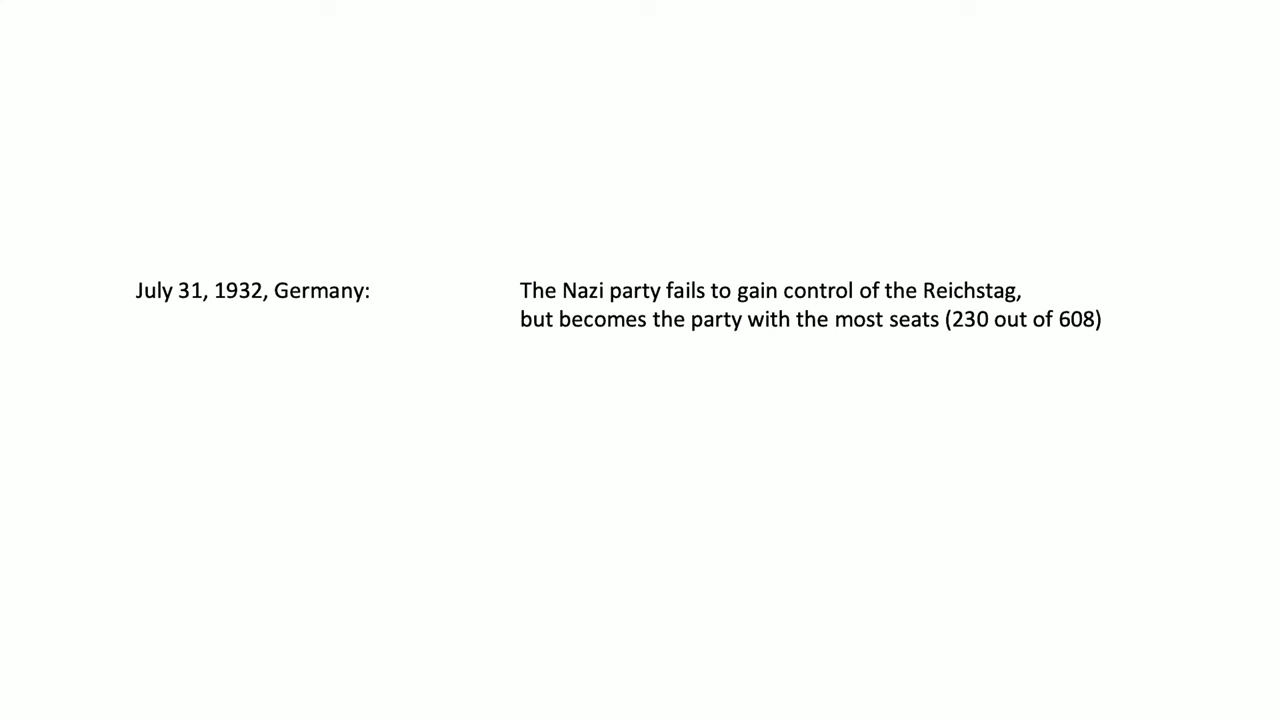 July 31, 1932, Germany: The Nazi party fails to gain control of the Reichstag,
but becomes the party with the most seats (230 out of 608)